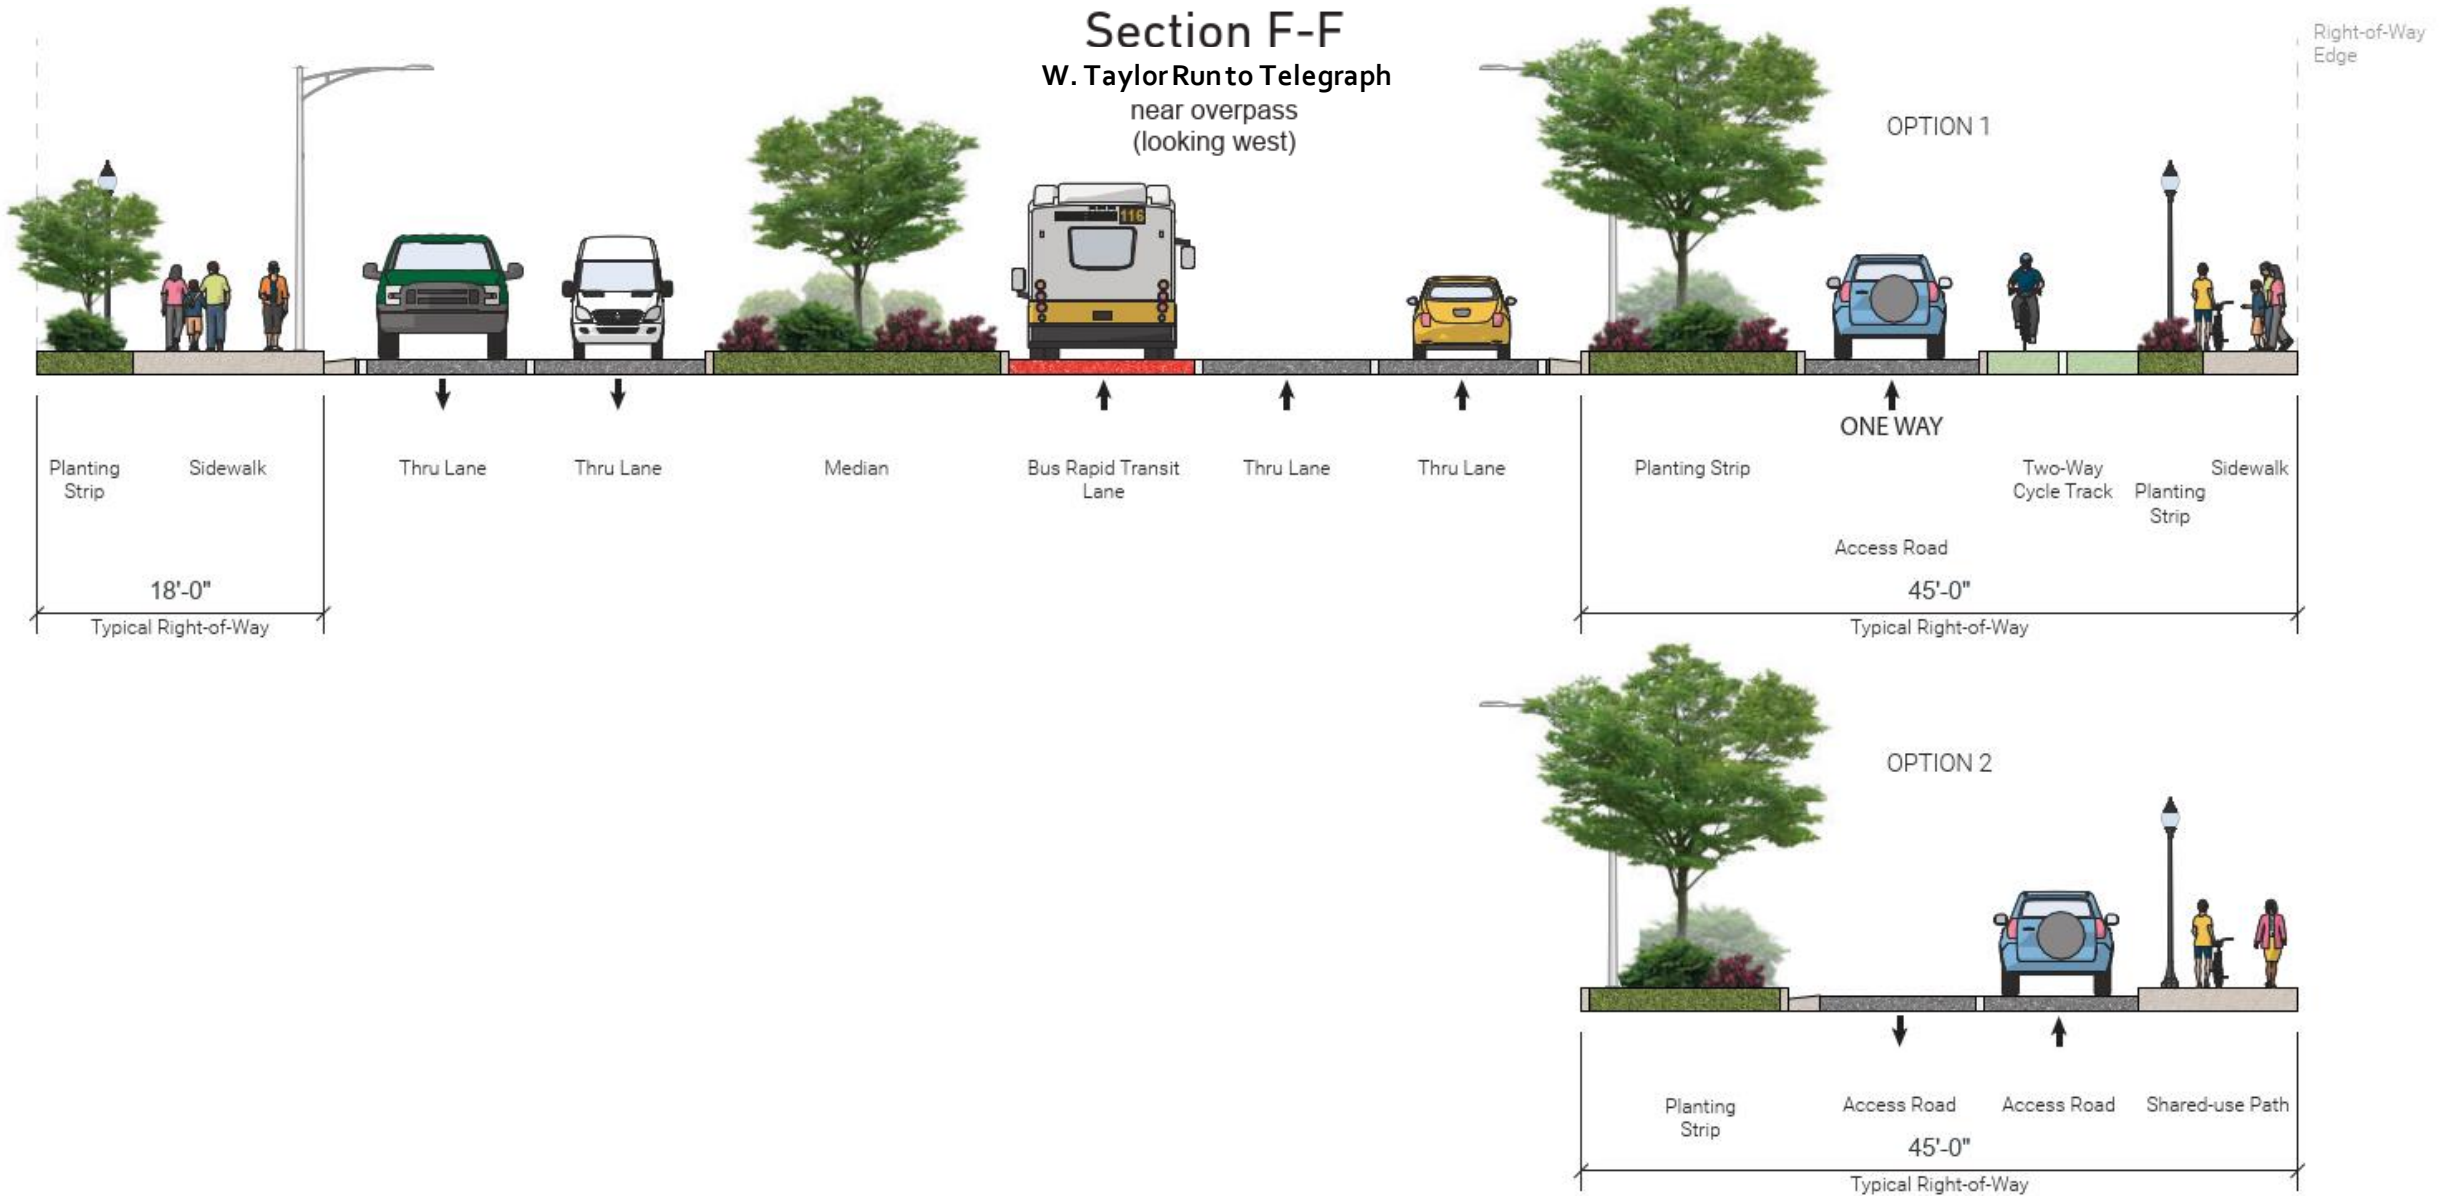 Section F-F
W. Taylor Run to Telegraph
near overpass
(looking west)
Right-of-Way
Edge
OPTION 1
116
ONE WAY
Planting
Strip
Sidewalk
Thru Lane
Thru Lane
Median
Bus Rapid Transit
Lane
Thru Lane
Thru Lane
Planting Strip
Access Road
Two-Way
Cycle Track
Planting
Strip
Sidewalk
18'-0"
Typical Right-of-Way
45'-0"
Typical Right-of-Way
OPTION 2
Planting
Strip
Access Road
Access Road
Shared-use Path
45'-0"
Typical Right-of-Way